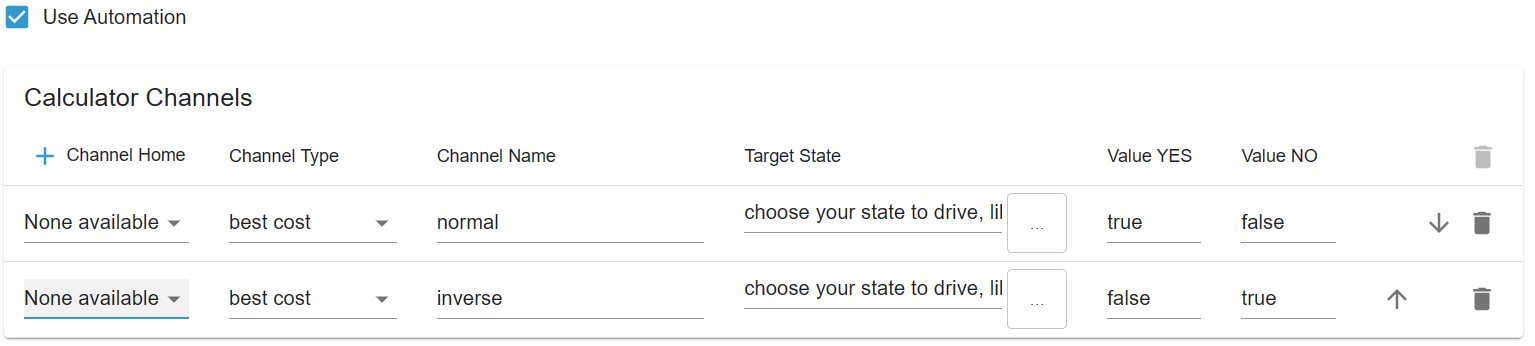 Use Automation
Calculator Channels
+ Channel Home Channel Type Channel Name Target State Value YES Value NO
None available best cost normal choose your state to drive, lil ... true false
None available best cost inverse choose your state to drive, lil ... false true